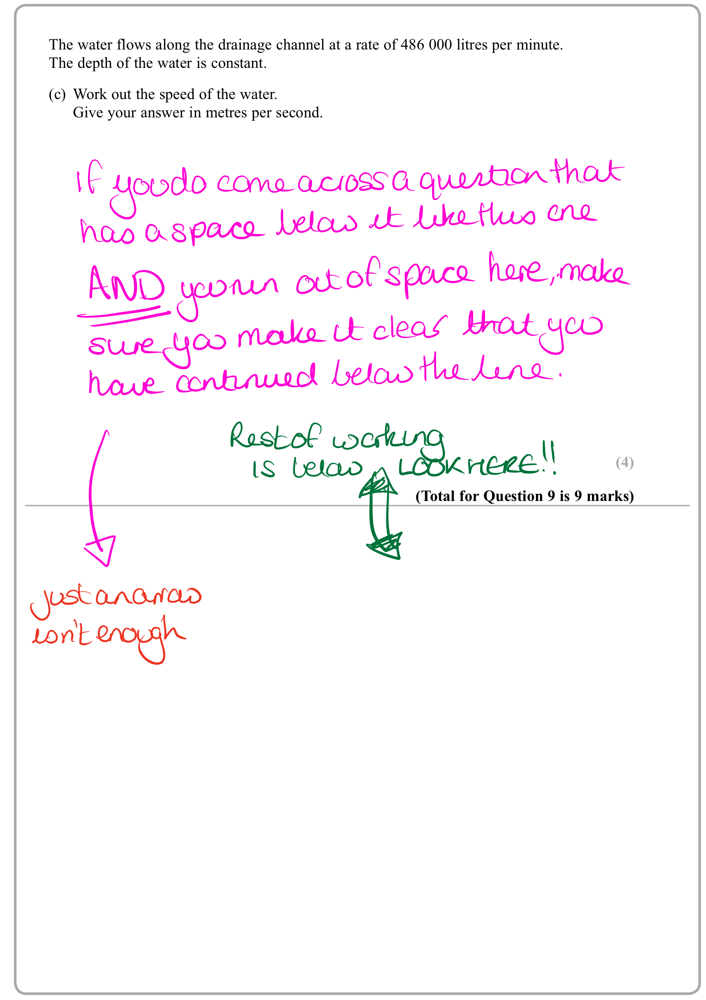 The water flows along the drainage channel at a rate of 486 000 litres per minute.
The depth of the water is constant.
(c) Work out the speed of the water.
Give your answer in metres per second.
If you do come across a question that
has a space below it like this one
AND you run out of space here, make
sure you make it clear that you
have continued below the line.
Rest of working
is below LOOK HERE!!
(4)
(Total for Question 9 is 9 marks)
just an arrow
isn't enough